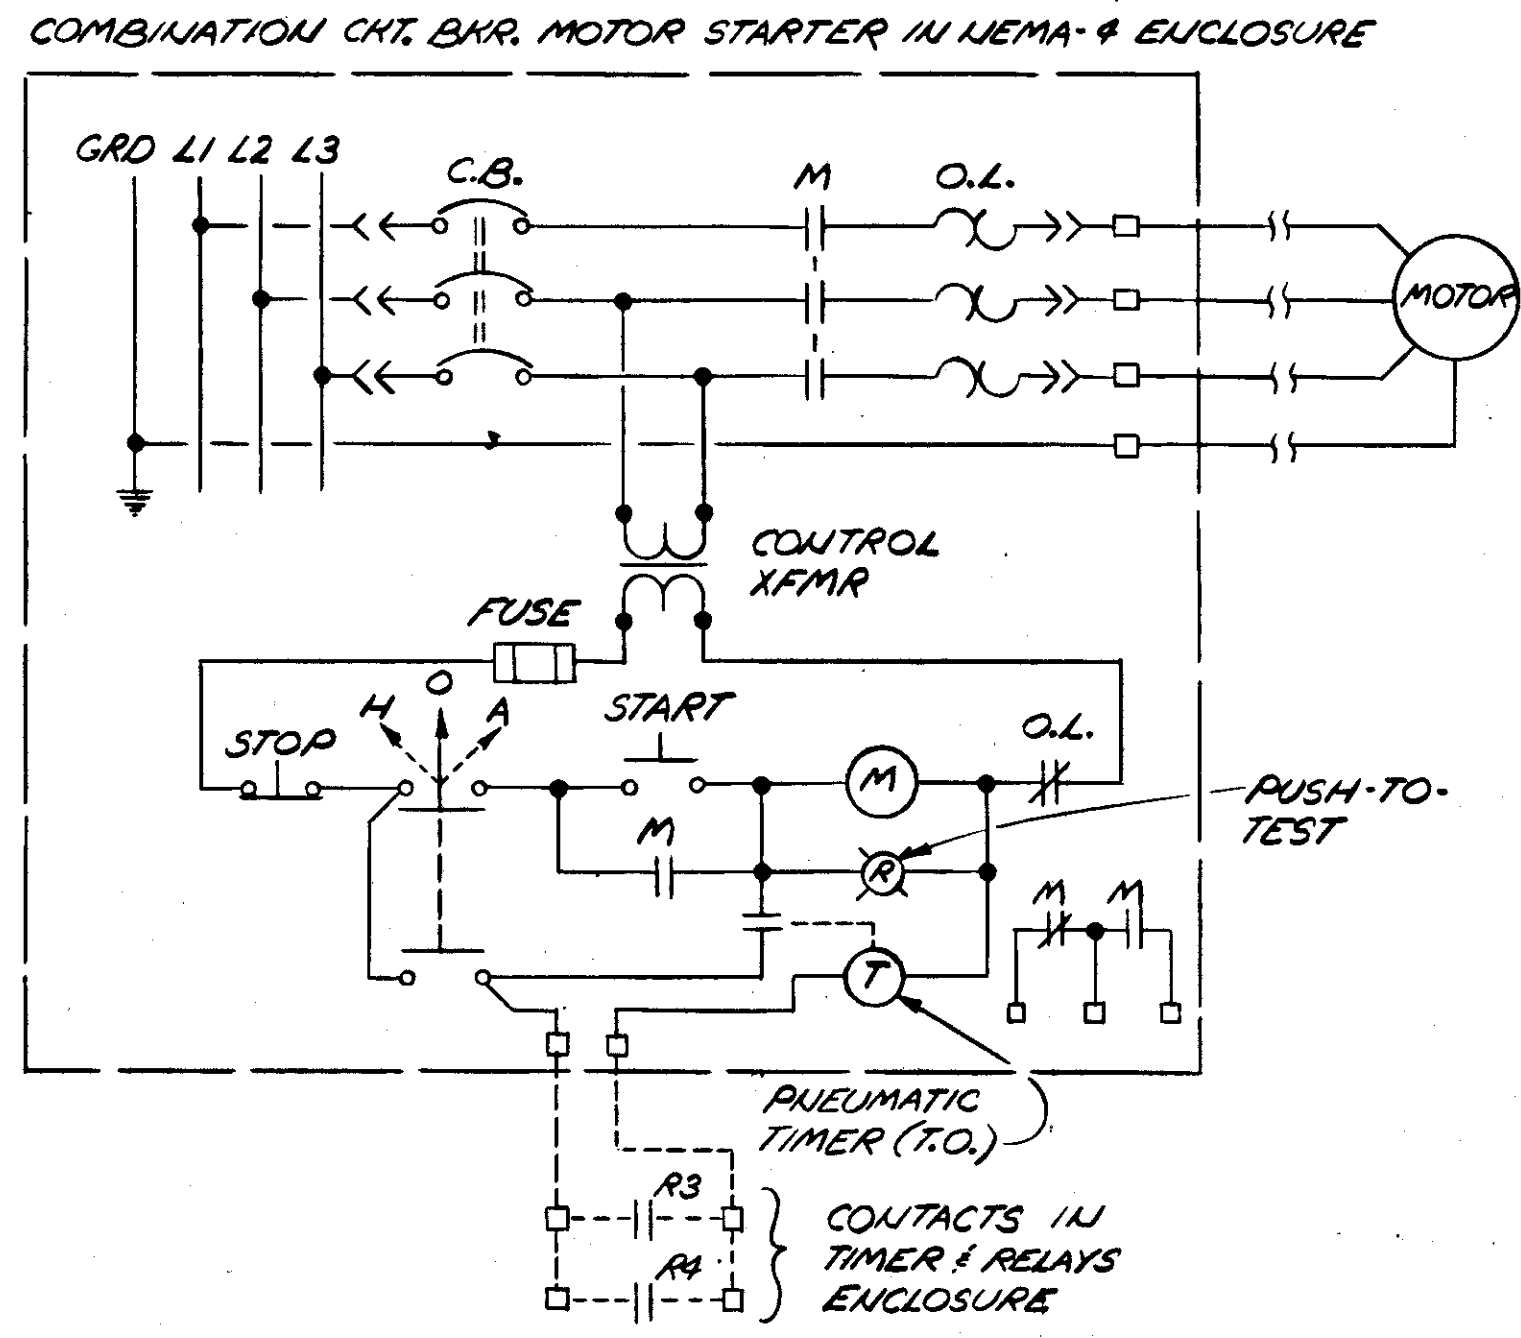 COMBINATION CKT. BKR. MOTOR STARTER IN NEMA-4 ENCLOSURE
GRD L1 L2 L3
C.B.
M
O.L.
MOTOR
CONTROL
XFMR
FUSE
H
O
A
STOP
START
M
O.L.
PUSH-TO-
TEST
M
R
T
M
M
PNEUMATIC
TIMER (T.O.)
R3
R4
CONTACTS IN
TIMER & RELAYS
ENCLOSURE